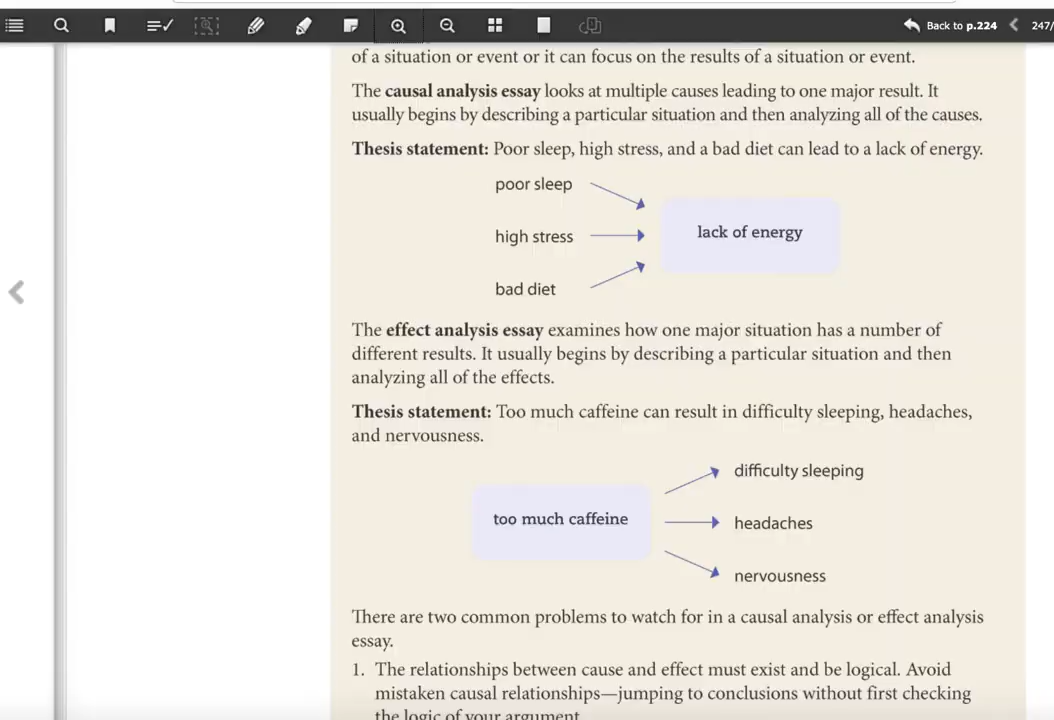 Back to p.224
247/
of a situation or event or it can focus on the results of a situation or event.
The causal analysis essay looks at multiple causes leading to one major result. It
usually begins by describing a particular situation and then analyzing all of the causes.
Thesis statement: Poor sleep, high stress, and a bad diet can lead to a lack of energy.
poor sleep
high stress
bad diet
lack of energy
The effect analysis essay examines how one major situation has a number of
different results. It usually begins by describing a particular situation and then
analyzing all of the effects.
Thesis statement: Too much caffeine can result in difficulty sleeping, headaches,
and nervousness.
too much caffeine
difficulty sleeping
headaches
nervousness
There are two common problems to watch for in a causal analysis or effect analysis
essay.
1. The relationships between cause and effect must exist and be logical. Avoid
mistaken causal relationships—jumping to conclusions without first checking
the logic of your argument.